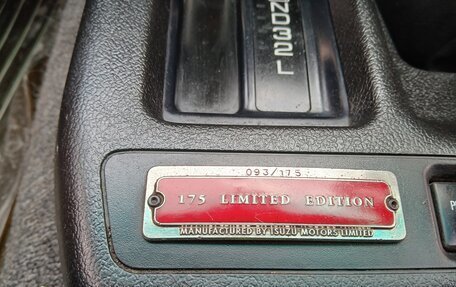 ND32L
093/175
175 LIMITED EDITION
MANUFACTURED BY ISUZU MOTORS LIMITED